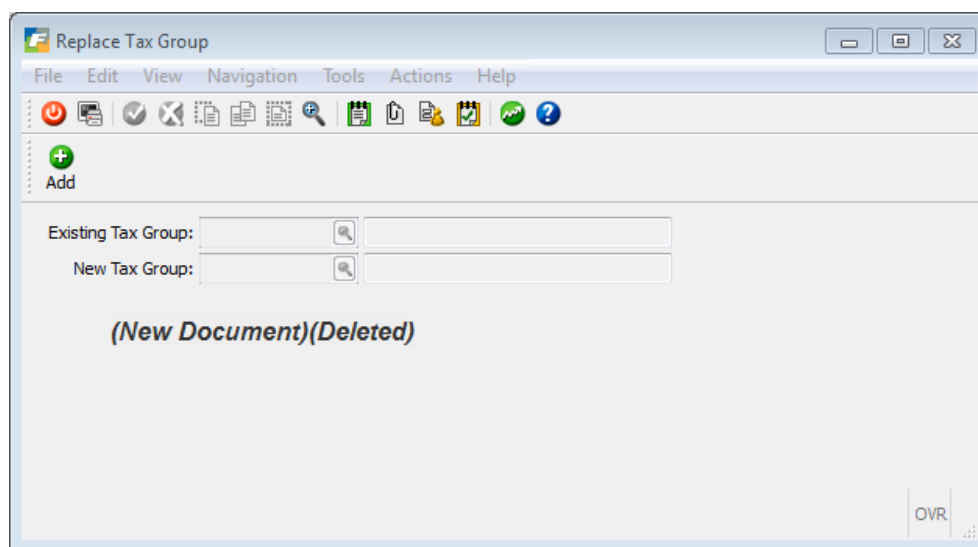 Replace Tax Group
File Edit View Navigation Tools Actions Help
Add
Existing Tax Group:
New Tax Group:
(New Document)(Deleted)
OVR